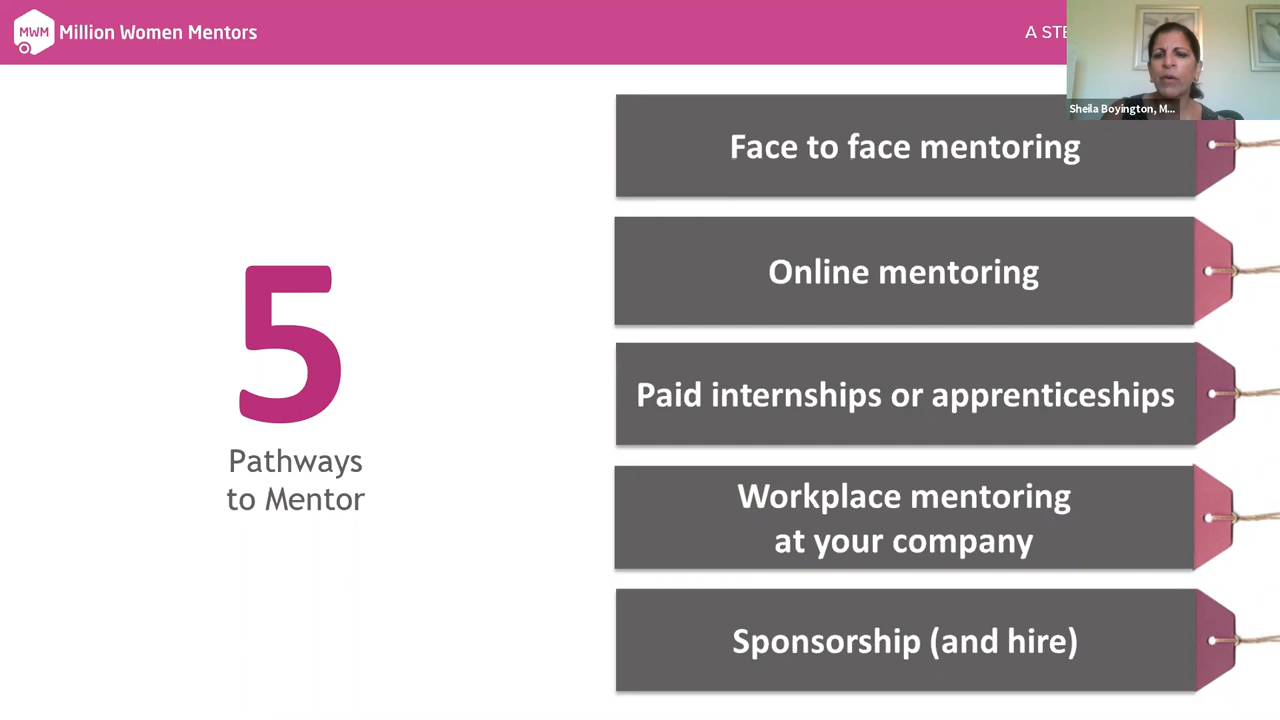 MWM
Million Women Mentors
A STE
Sheila Boyington, M...
Face to face mentoring
Online mentoring
5
Pathways
to Mentor
Paid internships or apprenticeships
Workplace mentoring
at your company
Sponsorship (and hire)